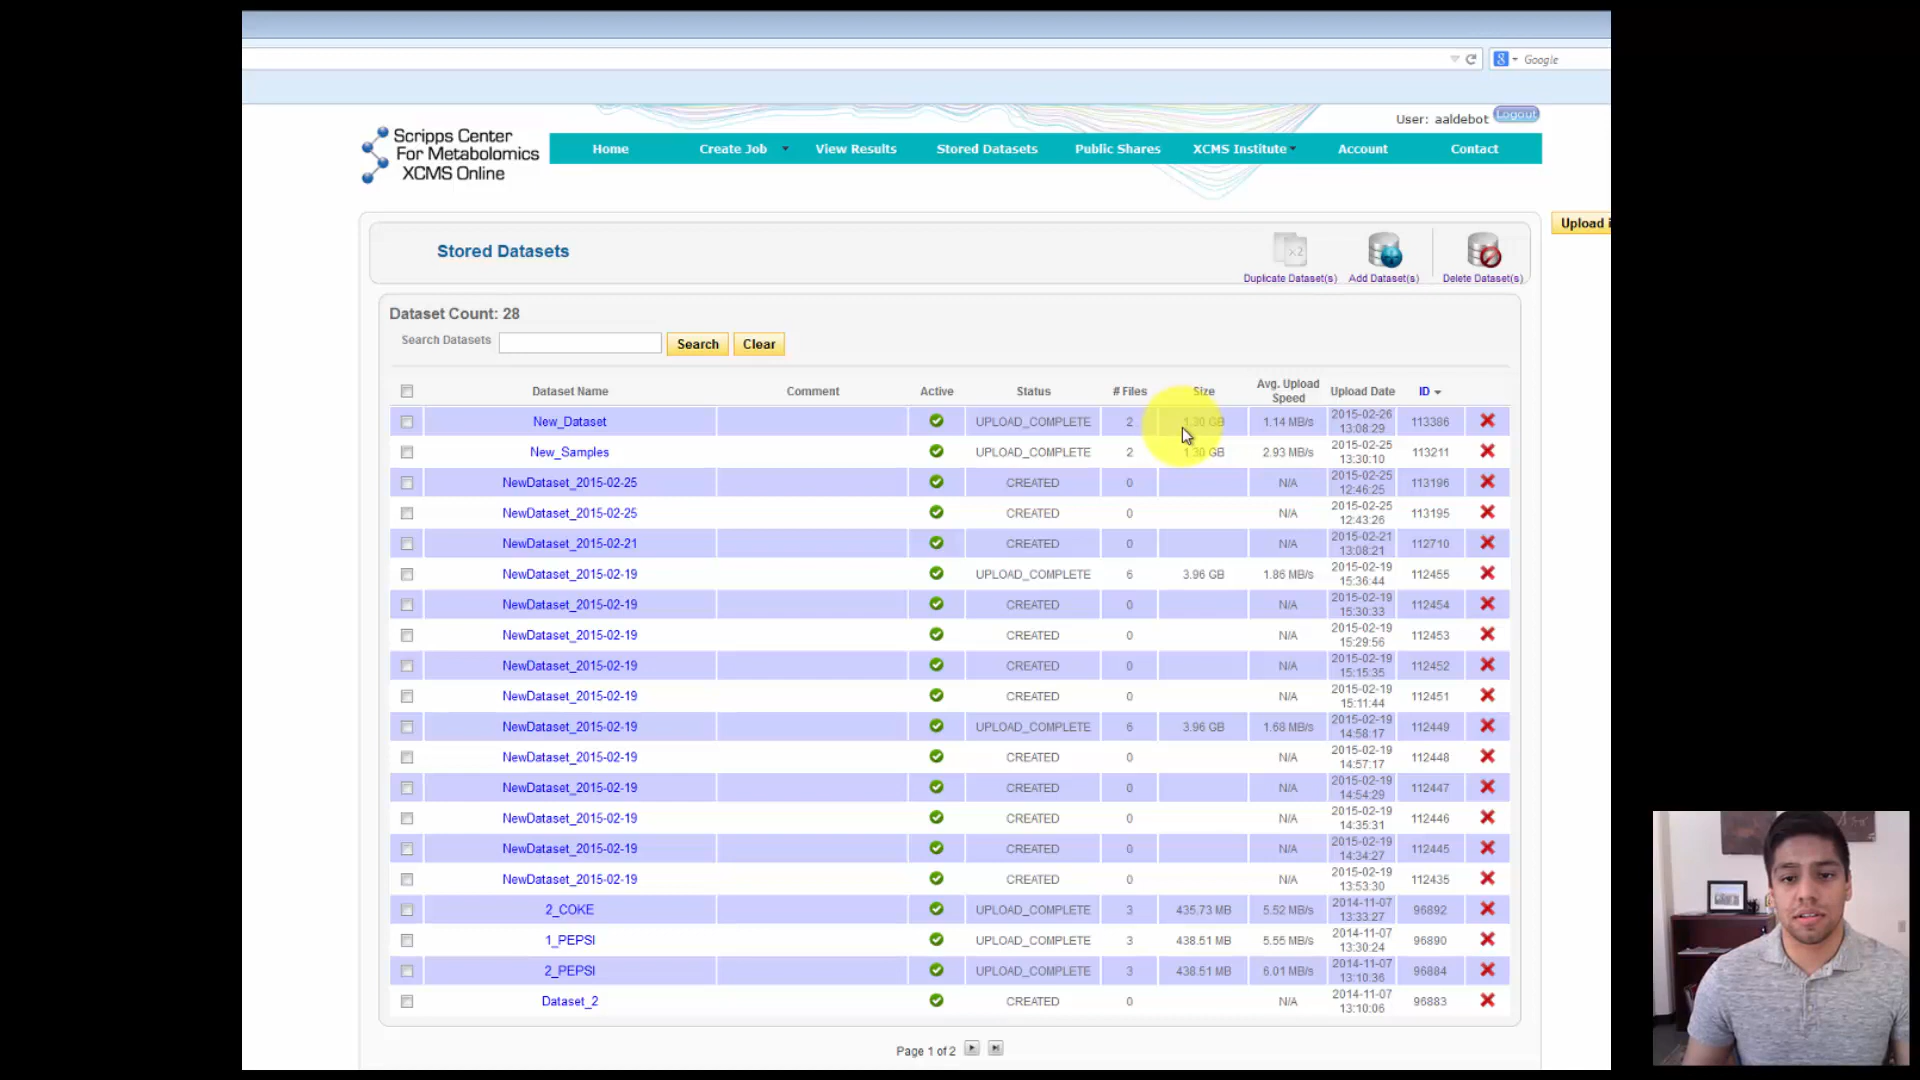 Google
User: aaldebot Logout
Scripps Center
For Metabolomics
XCMS Online
Home Create Job View Results Stored Datasets Public Shares XCMS Institute Account Contact
Upload i
Stored Datasets
x2
Duplicate Dataset(s) Add Dataset(s) Delete Dataset(s)
Dataset Count: 28
Search Datasets Search Clear
Dataset Name Comment Active Status # Files Size Avg. Upload Speed Upload Date ID
New_Dataset UPLOAD_COMPLETE 2 1.30 GB 1.14 MB/s 2015-02-26 13:08:29 113386
New_Samples UPLOAD_COMPLETE 2 1.30 GB 2.93 MB/s 2015-02-25 13:30:10 113211
NewDataset_2015-02-25 CREATED 0 N/A 2015-02-25 12:46:25 113196
NewDataset_2015-02-25 CREATED 0 N/A 2015-02-25 12:43:26 113195
NewDataset_2015-02-21 CREATED 0 N/A 2015-02-21 13:08:21 112710
NewDataset_2015-02-19 UPLOAD_COMPLETE 6 3.96 GB 1.86 MB/s 2015-02-19 15:36:44 112455
NewDataset_2015-02-19 CREATED 0 N/A 2015-02-19 15:30:33 112454
NewDataset_2015-02-19 CREATED 0 N/A 2015-02-19 15:29:56 112453
NewDataset_2015-02-19 CREATED 0 N/A 2015-02-19 15:15:35 112452
NewDataset_2015-02-19 CREATED 0 N/A 2015-02-19 15:11:44 112451
NewDataset_2015-02-19 UPLOAD_COMPLETE 6 3.96 GB 1.68 MB/s 2015-02-19 14:58:17 112449
NewDataset_2015-02-19 CREATED 0 N/A 2015-02-19 14:57:17 112448
NewDataset_2015-02-19 CREATED 0 N/A 2015-02-19 14:54:29 112447
NewDataset_2015-02-19 CREATED 0 N/A 2015-02-19 14:35:31 112446
NewDataset_2015-02-19 CREATED 0 N/A 2015-02-19 14:34:27 112445
NewDataset_2015-02-19 CREATED 0 N/A 2015-02-19 13:53:30 112435
2_COKE UPLOAD_COMPLETE 3 435.73 MB 5.52 MB/s 2014-11-07 13:33:27 96892
1_PEPSI UPLOAD_COMPLETE 3 438.51 MB 5.55 MB/s 2014-11-07 13:30:24 96890
2_PEPSI UPLOAD_COMPLETE 3 438.51 MB 6.01 MB/s 2014-11-07 13:10:36 96884
Dataset_2 CREATED 0 N/A 2014-11-07 13:10:06 96883
Page 1 of 2